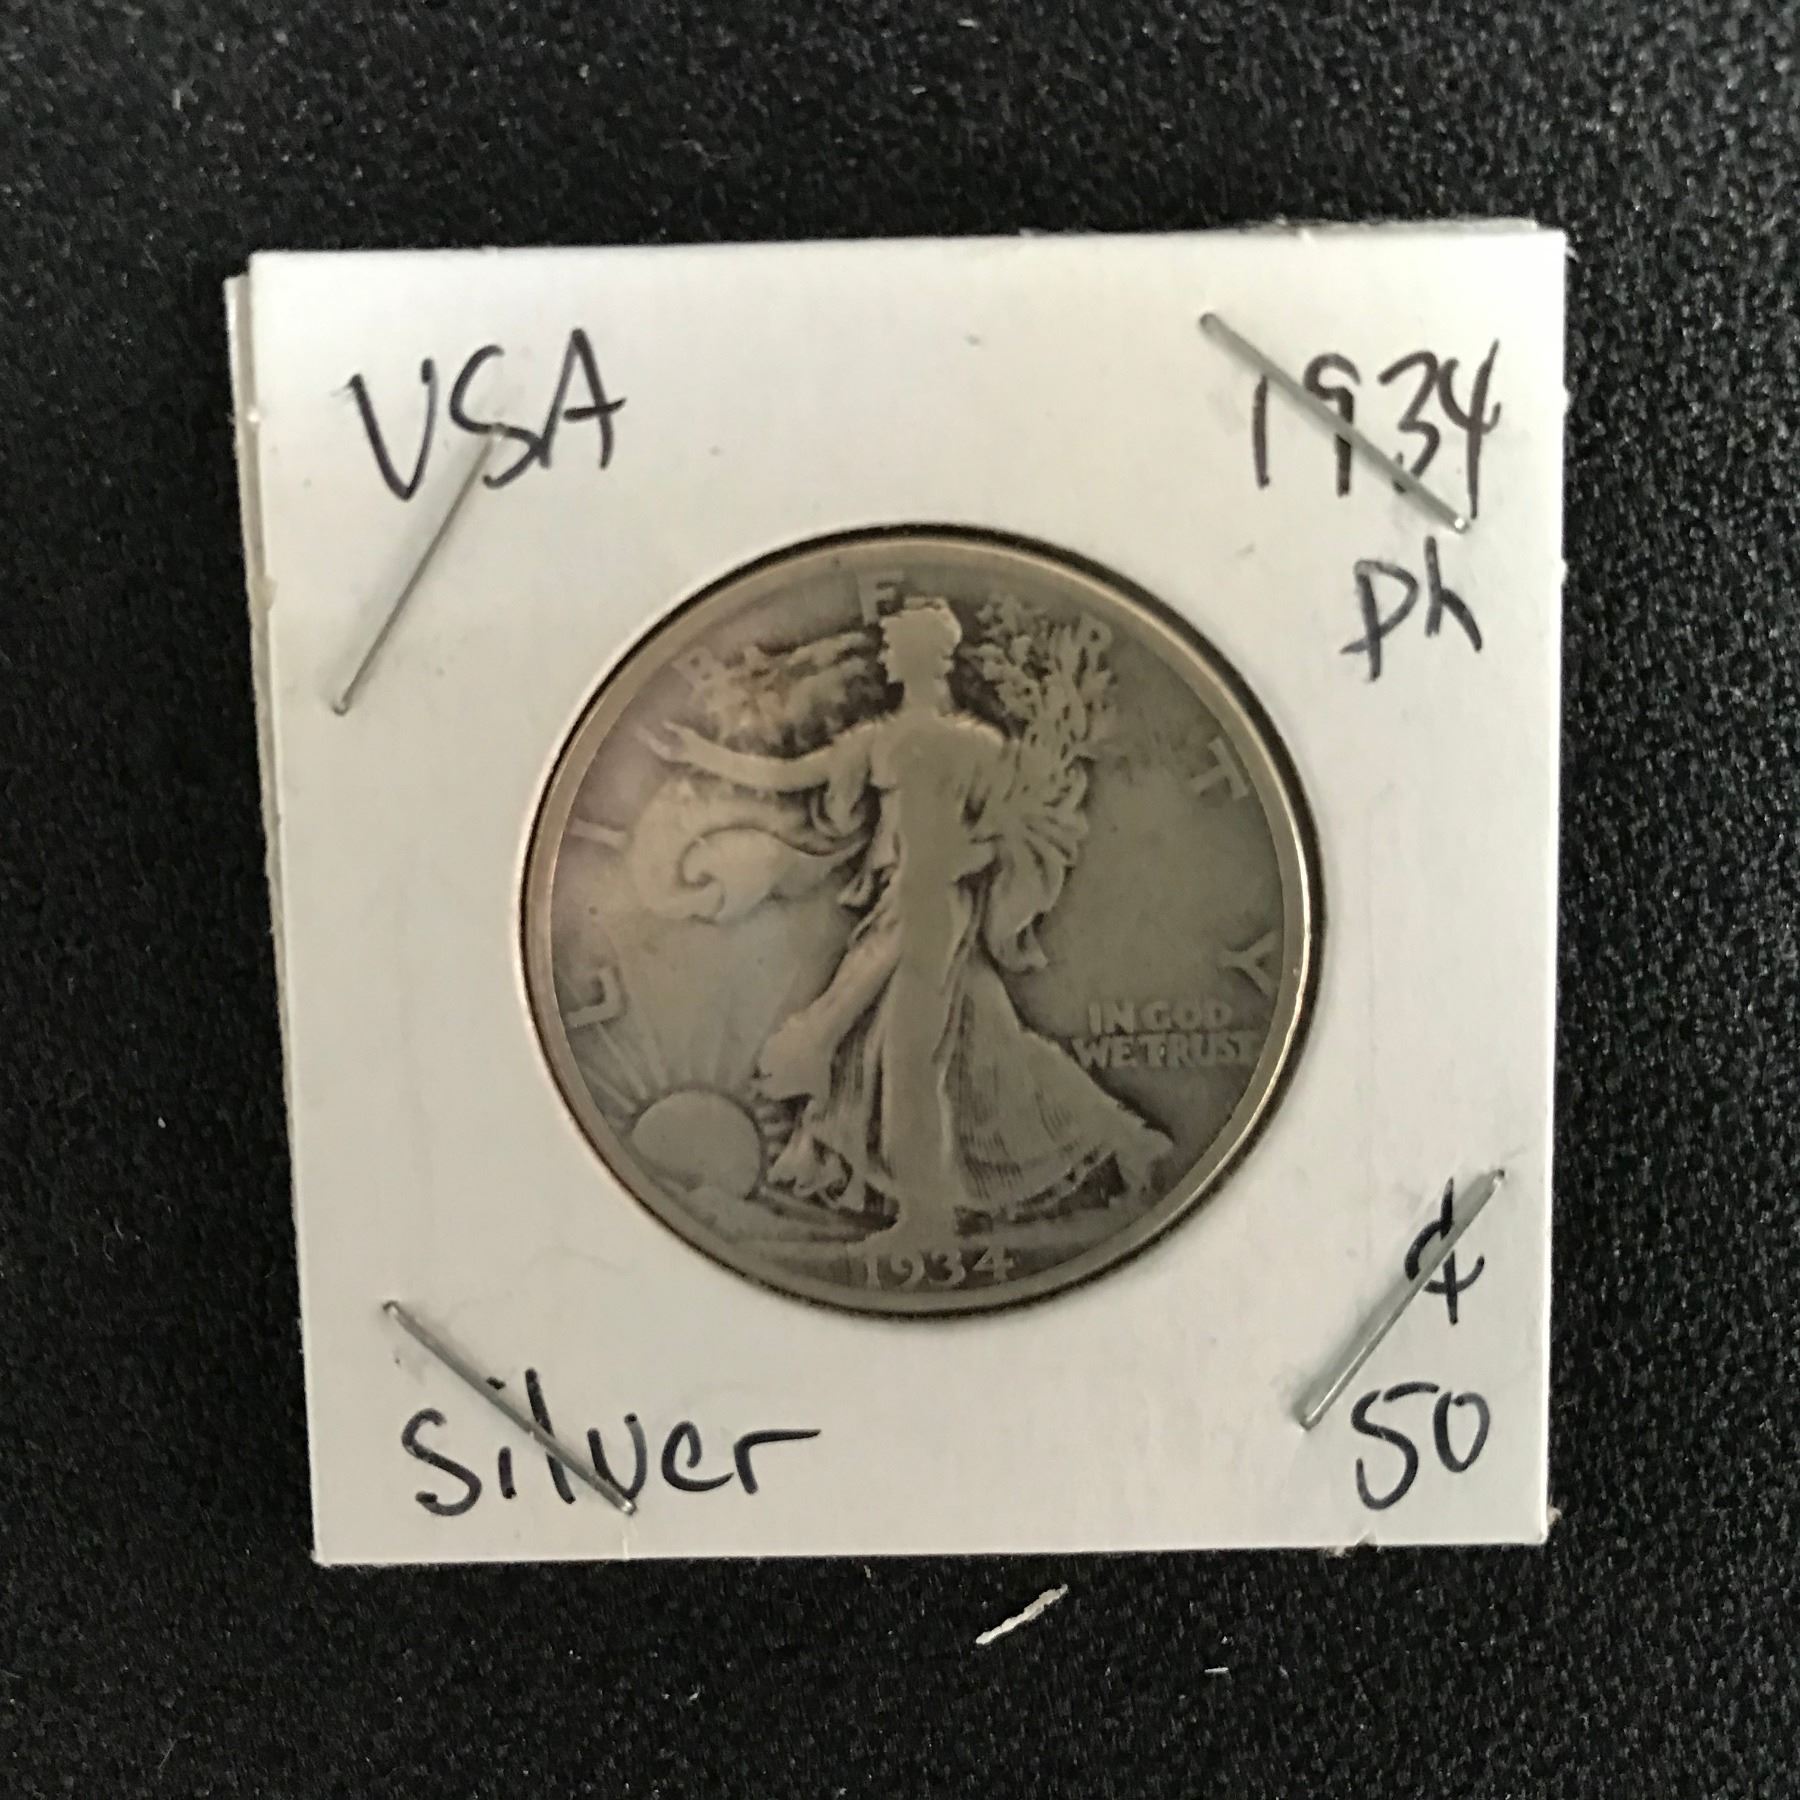 USA
1934
Ph
LIBERTY
IN GOD
WE TRUST
1934
¢
silver
50